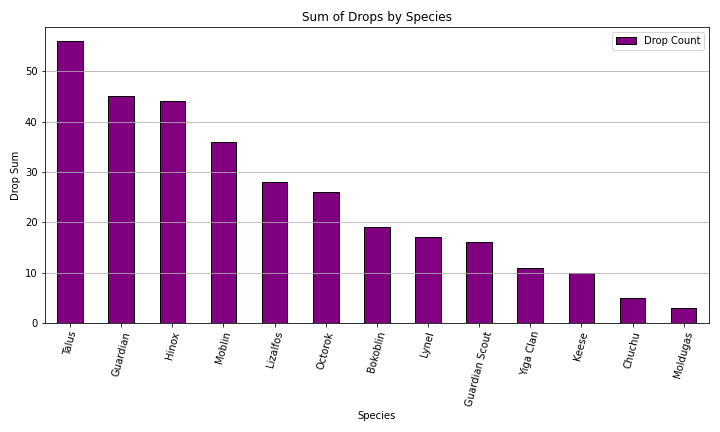 Sum of Drops by Species
Drop Count
Drop Sum
50
40
30
20
10
0
Talus
Guardian
Hinox
Moblin
Lizalfos
Octorok
Bokoblin
Lynel
Guardian Scout
Yiga Clan
Keese
Chuchu
Moldugas
Species